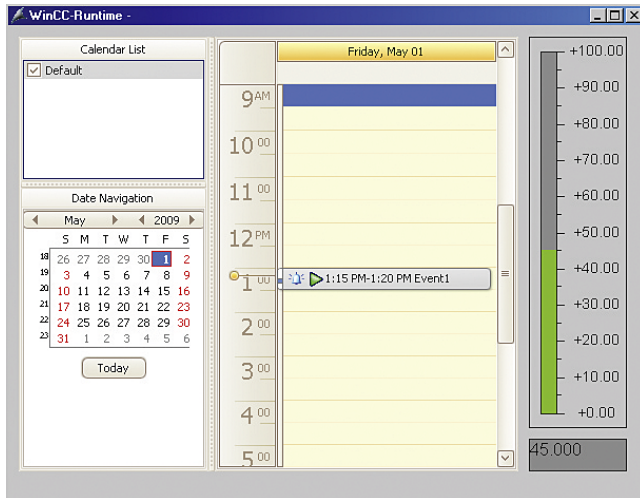 WinCC-Runtime -
Calendar List
Default
Date Navigation
May 2009
S M T W T F S
18 26 27 28 29 30 1 2
19 3 4 5 6 7 8 9
20 10 11 12 13 14 15 16
21 17 18 19 20 21 22 23
22 24 25 26 27 28 29 30
23 31 1 2 3 4 5 6
Today
Friday, May 01
9 AM
10 00
11 00
12 PM
1 00
1:15 PM-1:20 PM Event1
2 00
3 00
4 00
5 00
+100.00
+90.00
+80.00
+70.00
+60.00
+50.00
+40.00
+30.00
+20.00
+10.00
+0.00
45.000